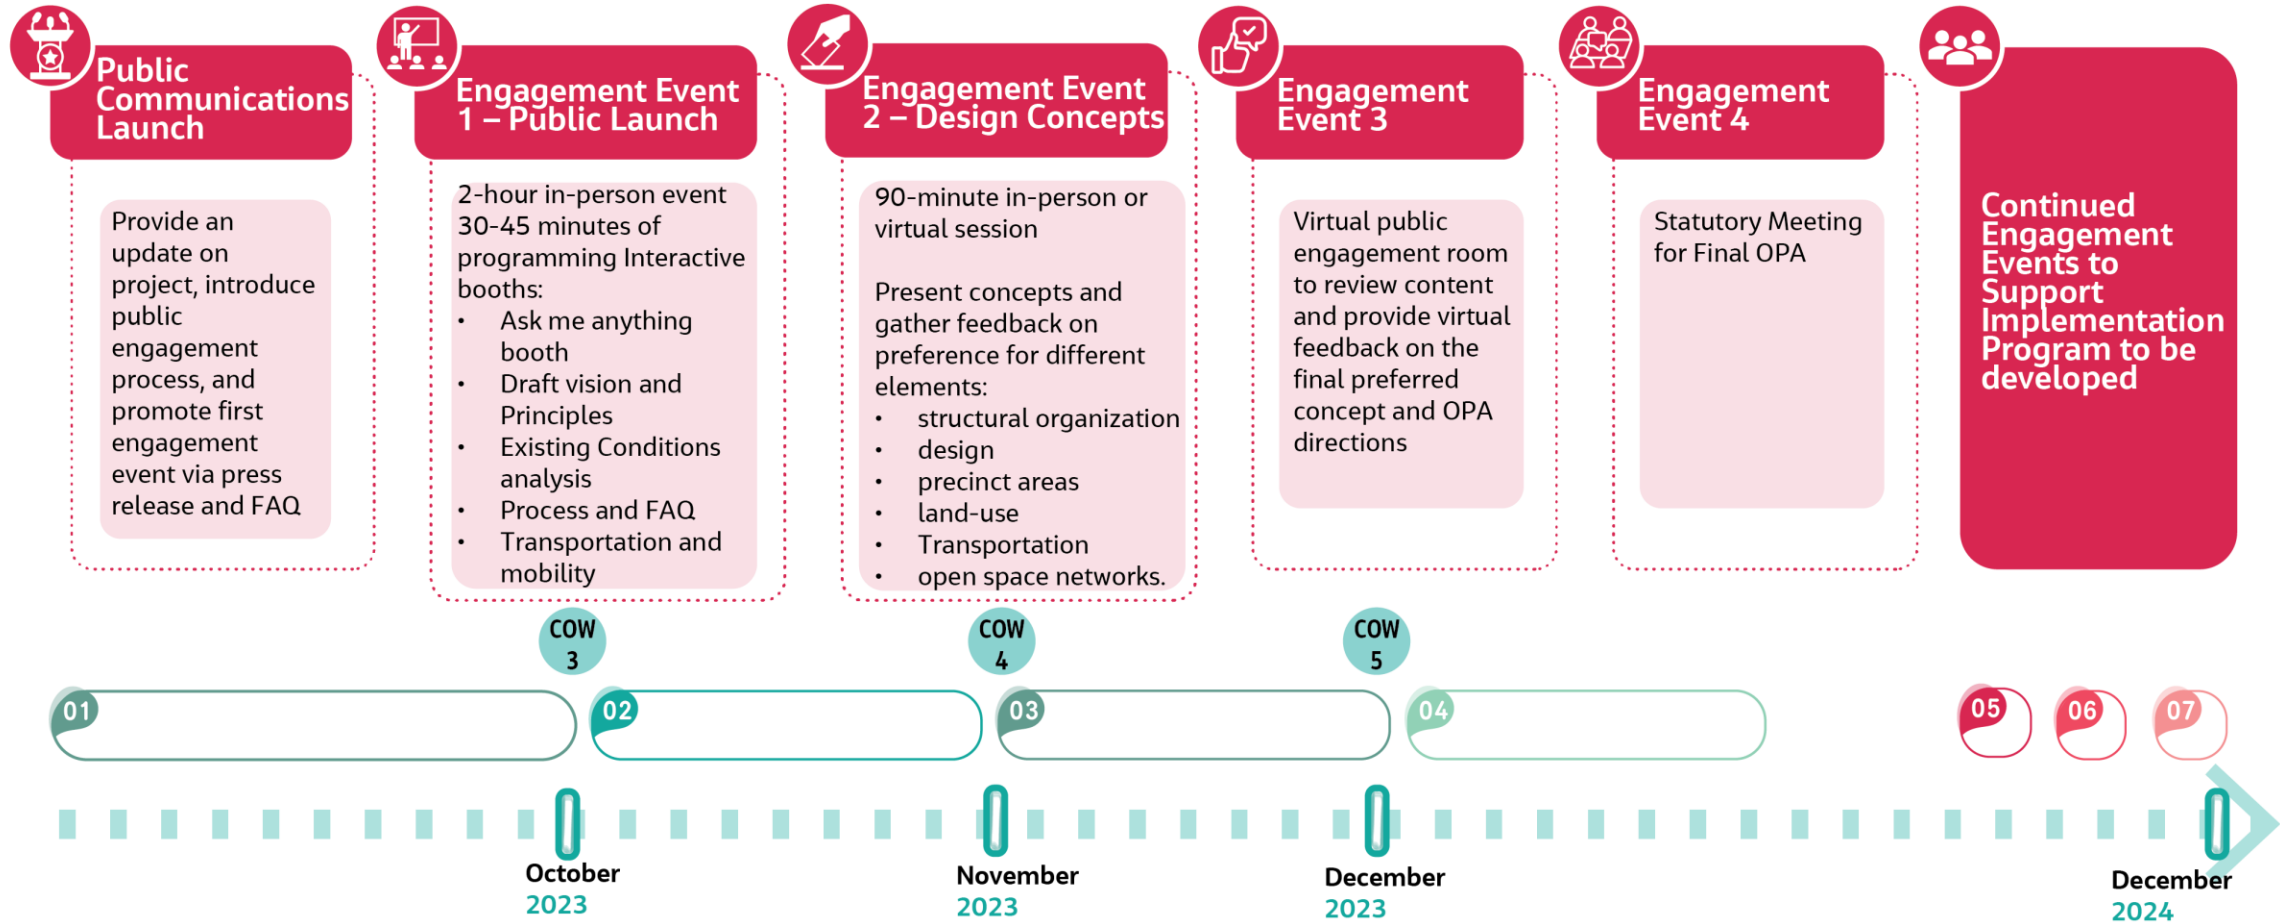 Public
Communications
Launch
Provide an
update on
project, introduce
public
engagement
process, and
promote first
engagement
event via press
release and FAQ
Engagement Event
1 – Public Launch
2-hour in-person event
30-45 minutes of
programming Interactive
booths:
• Ask me anything
booth
• Draft vision and
Principles
• Existing Conditions
analysis
• Process and FAQ
• Transportation and
mobility
Engagement Event
2 – Design Concepts
90-minute in-person or
virtual session
Present concepts and
gather feedback on
preference for different
elements:
• structural organization
• design
• precinct areas
• land-use
• Transportation
• open space networks.
Engagement
Event 3
Virtual public
engagement room
to review content
and provide virtual
feedback on the
final preferred
concept and OPA
directions
Engagement
Event 4
Statutory Meeting
for Final OPA
Continued
Engagement
Events to
Support
Implementation
Program to be
developed
COW
3
COW
4
COW
5
01
02
03
04
05
06
07
October
2023
November
2023
December
2023
December
2024